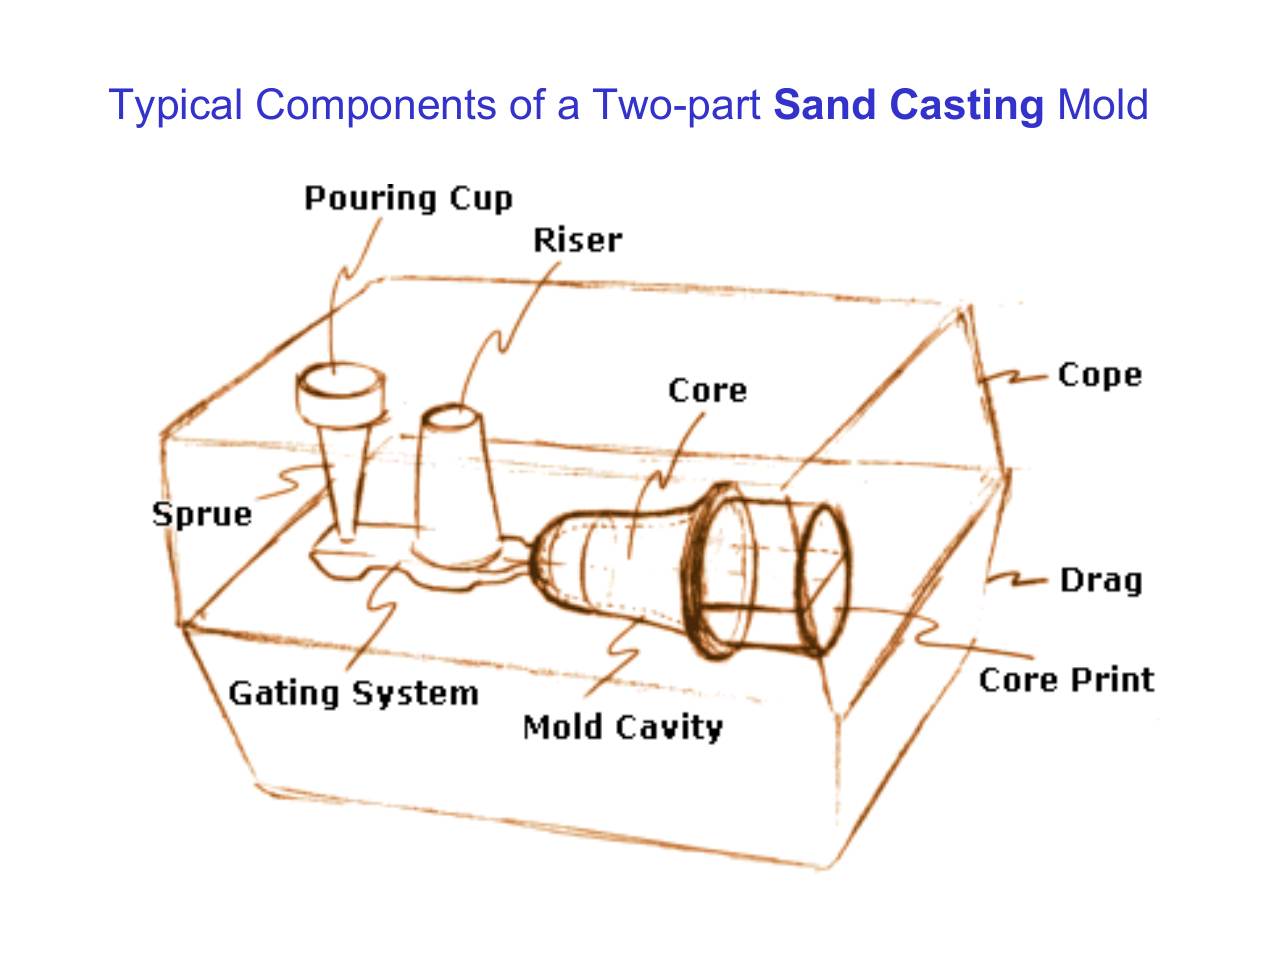 Typical Components of a Two-part Sand Casting Mold
Pouring Cup
Riser
Core
Cope
Sprue
Drag
Gating System
Core Print
Mold Cavity